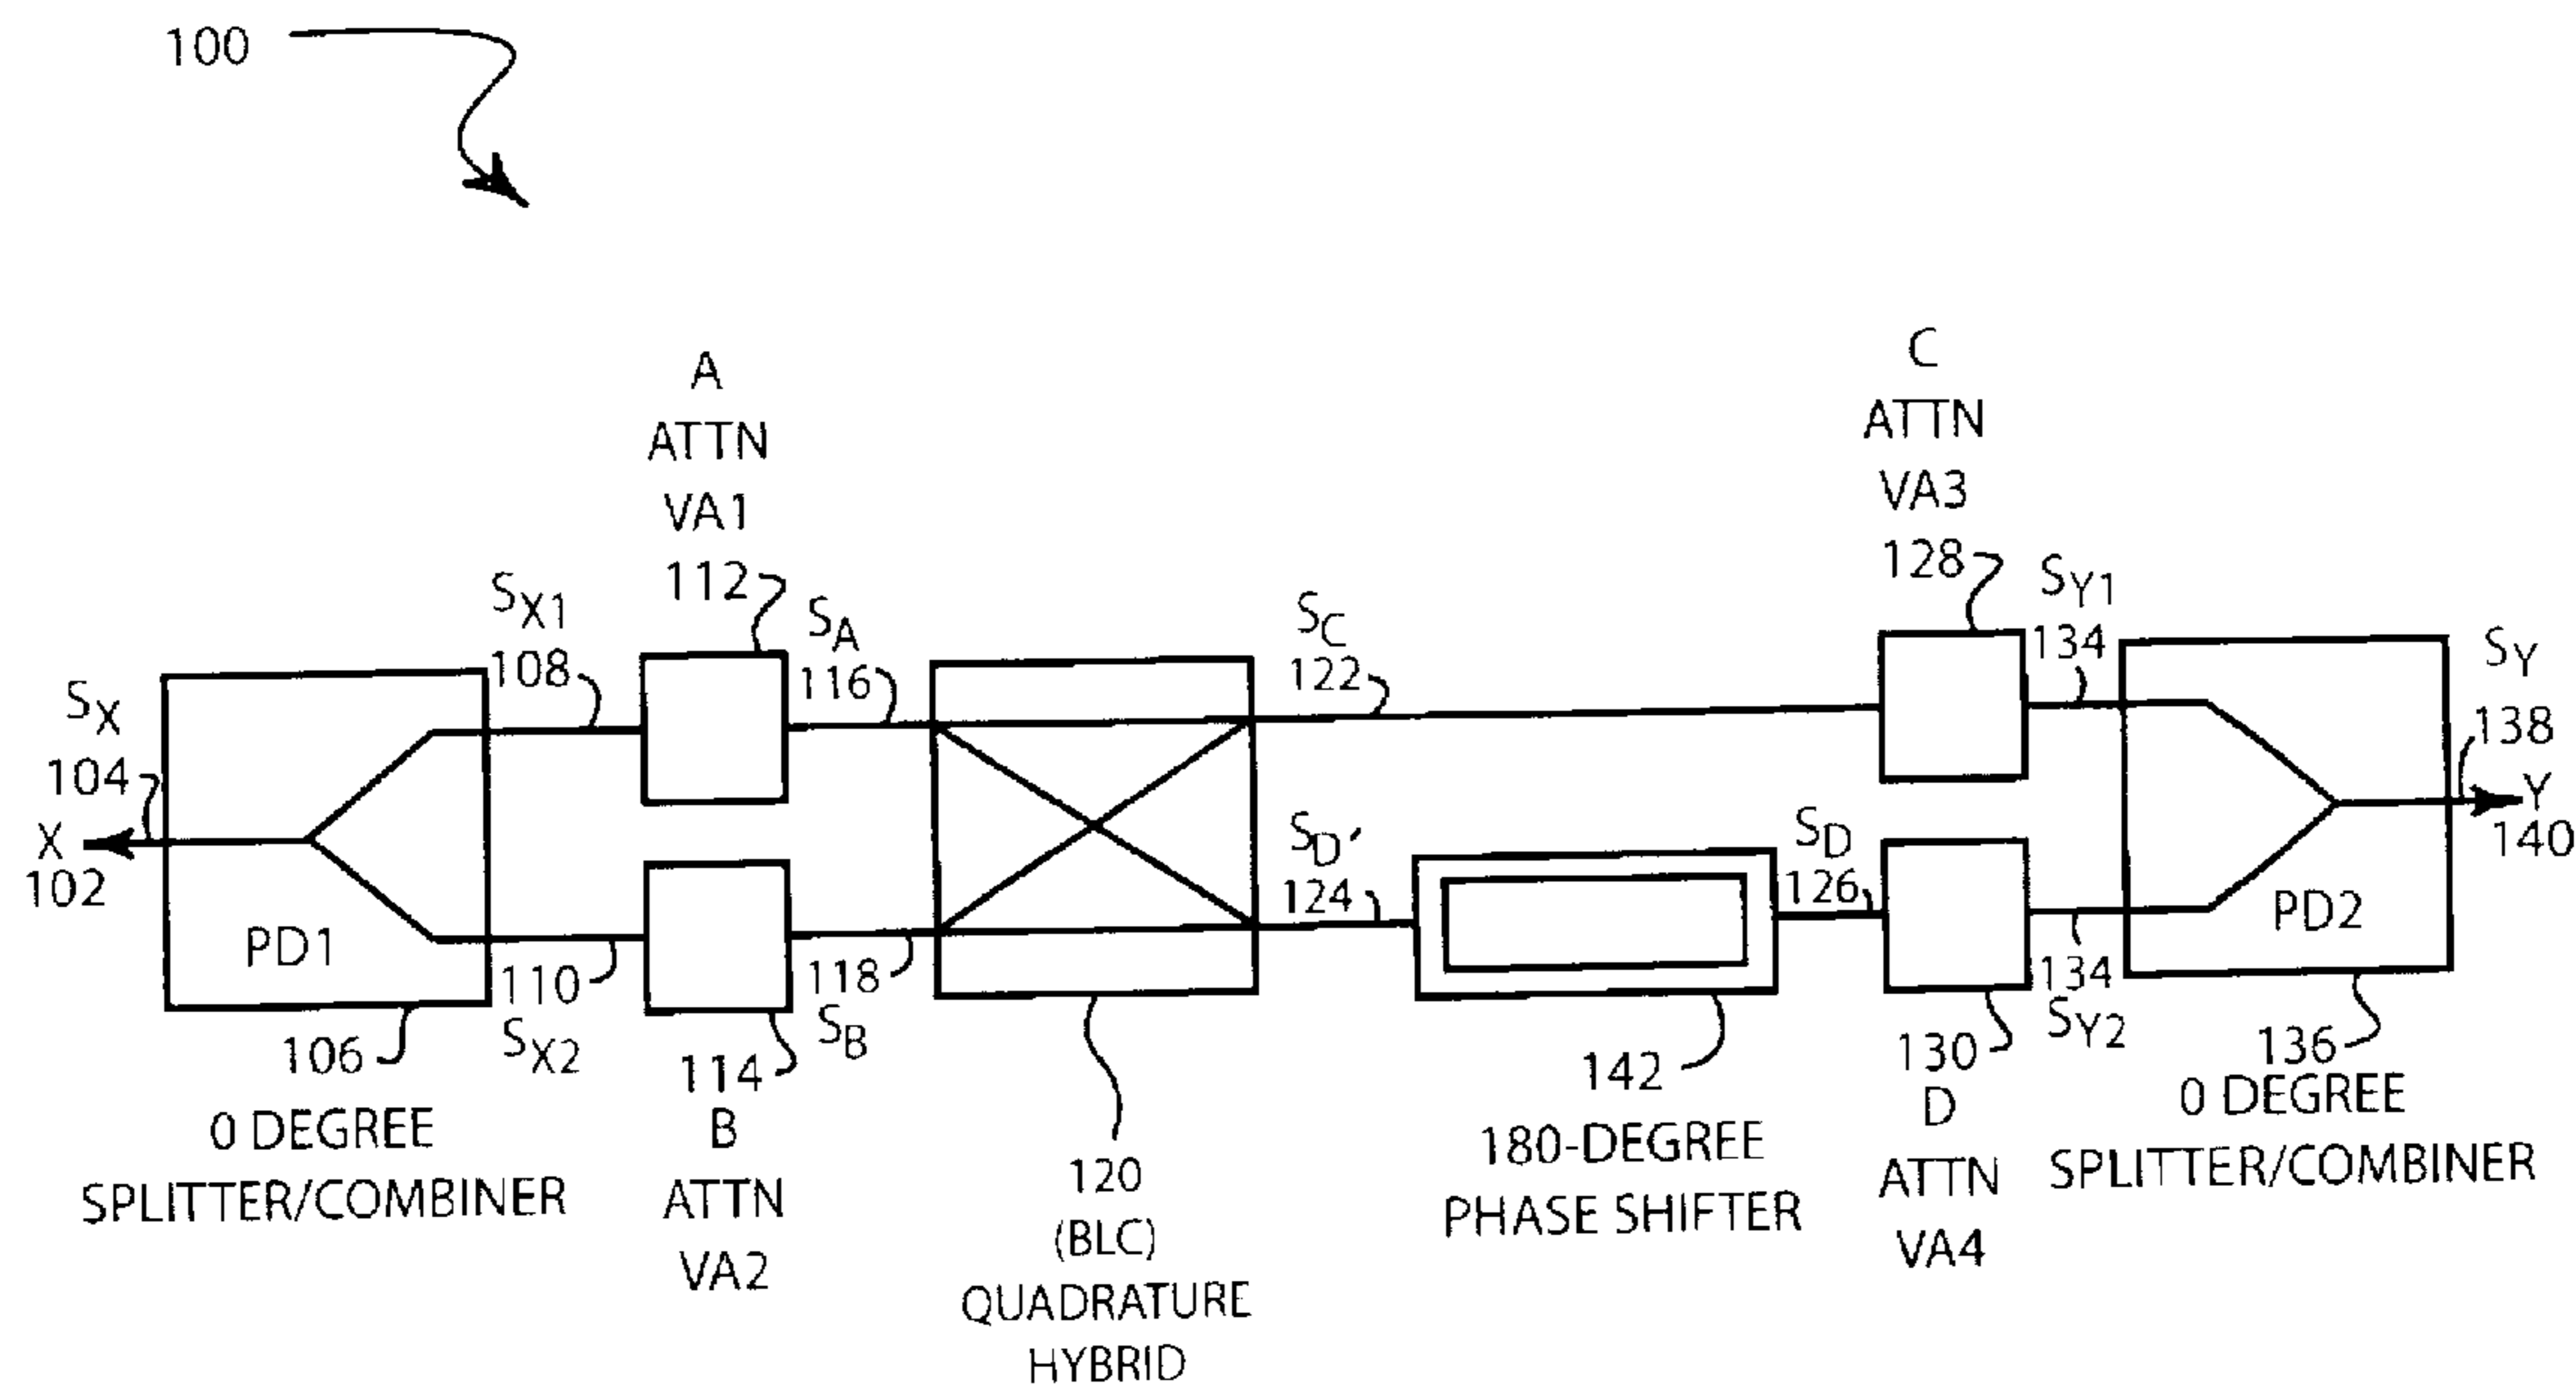 100
A
ATTN
VA1
112
C
ATTN
VA3
128
SX
104
X
102
PD1
106
0 DEGREE
SPLITTER/COMBINER
SX1
108
110
SX2
SA
116
118
SB
114
B
ATTN
VA2
120
(BLC)
QUADRATURE
HYBRID
SC
122
SD'
124
142
180-DEGREE
PHASE SHIFTER
SD
126
130
D
ATTN
VA4
SY1
134
134
SY2
PD2
136
0 DEGREE
SPLITTER/COMBINER
SY
138
Y
140